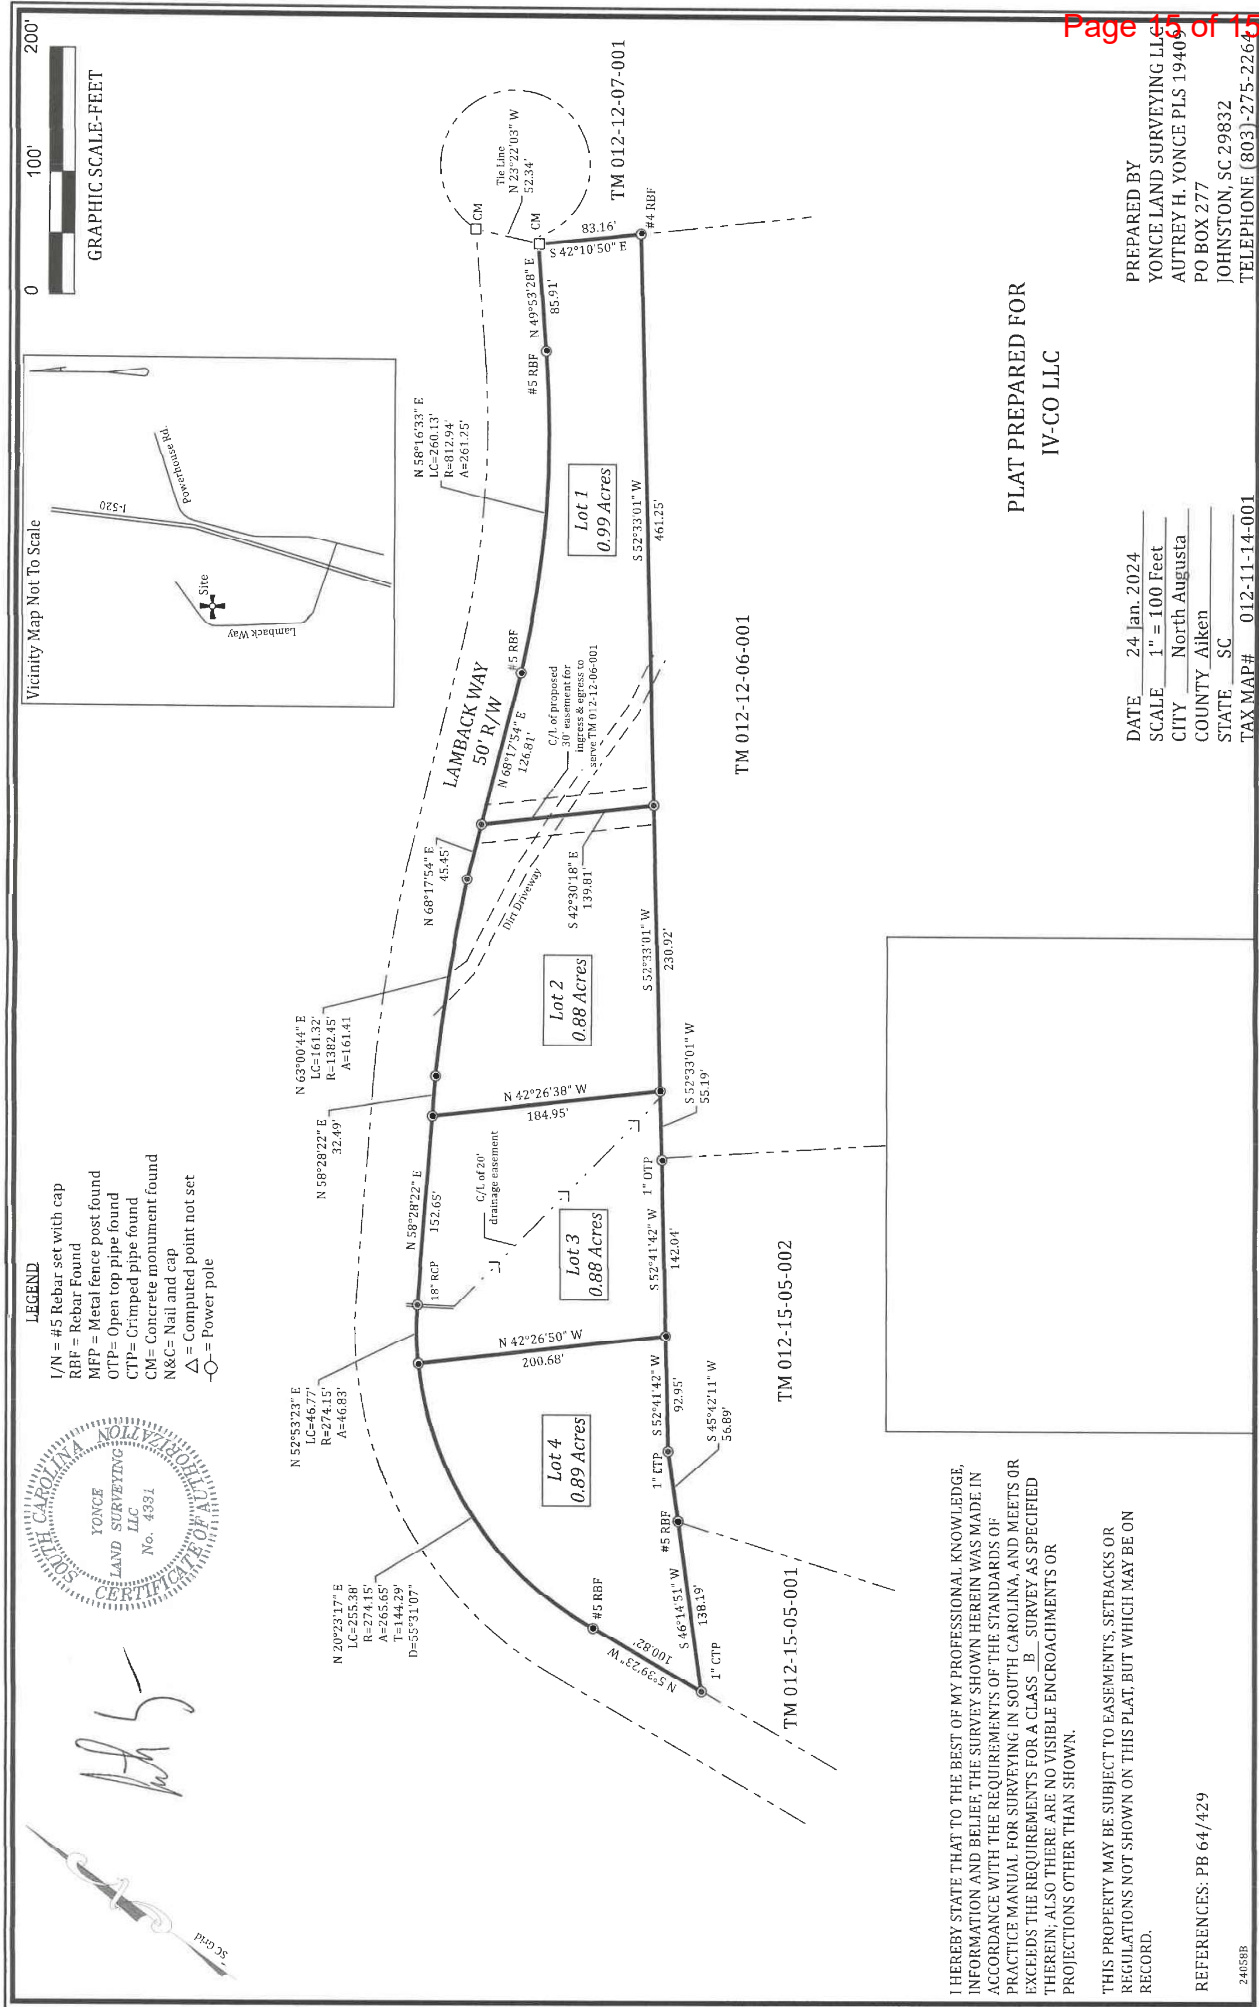 Page 15 of 15
SC Grid
SOUTH CAROLINA
CERTIFICATE OF AUTHORIZATION
YONCE
LAND SURVEYING
LLC
No. 4331
LEGEND
I/N = #5 Rebar set with cap
RBF = Rebar Found
MFP = Metal fence post found
OTP= Open top pipe found
CTP= Crimped pipe found
CM= Concrete monument found
N&C= Nail and cap
△ = Computed point not set
= Power pole
Vicinity Map Not To Scale
I-520
Powerhouse Rd.
Site
Lamback Way
0 100' 200'
GRAPHIC SCALE-FEET
N 20°23'17" E
LC=255.38'
R=274.15'
A=265.65'
T=144.29'
D=55°31'07"
N 52°53'23" E
LC=46.77'
R=274.15'
A=46.83'
N 58°28'22" E
32.49'
N 63°00'44" E
LC=161.32'
R=1382.45'
A=161.41
N 68°17'54" E
45.45'
LAMBACK WAY
50' R/W
N 58°16'33" E
LC=260.13'
R=812.94'
A=261.25'
CM
Tie Line
N 23°22'03" W
52.34'
CM
18" RCP
N 58°28'22" E
152.65'
C/L of 20'
drainage easement
Dirt Driveway
N 68°17'54" E
126.81'
#5 RBF
C/L of proposed
30' easement for
ingress & egress to
serve TM 012-12-06-001
#5 RBF
N 49°53'28" E
85.91'
S 42°10'50" E
83.16'
#4 RBF
TM 012-12-07-001
Lot 4
0.89 Acres
N 42°26'50" W
200.68'
Lot 3
0.88 Acres
N 42°26'38" W
184.95'
Lot 2
0.88 Acres
S 42°30'18" E
139.81'
Lot 1
0.99 Acres
#5 RBF
N 5°39'23" W
100.82'
1" CTP
S 46°14'51" W
138.19'
#5 RBF
S 45°42'11" W
56.89'
1" CTP
S 52°41'42" W
92.95'
S 52°41'42" W
142.04'
1" OTP
S 52°33'01" W
55.19'
S 52°33'01" W
230.92'
S 52°33'01" W
461.25'
TM 012-15-05-001
TM 012-15-05-002
TM 012-12-06-001
I HEREBY STATE THAT TO THE BEST OF MY PROFESSIONAL KNOWLEDGE,
INFORMATION AND BELIEF, THE SURVEY SHOWN HEREIN WAS MADE IN
ACCORDANCE WITH THE REQUIREMENTS OF THE STANDARDS OF
PRACTICE MANUAL FOR SURVEYING IN SOUTH CAROLINA, AND MEETS OR
EXCEEDS THE REQUIREMENTS FOR A CLASS B SURVEY AS SPECIFIED
THEREIN; ALSO THERE ARE NO VISIBLE ENCROACHMENTS OR
PROJECTIONS OTHER THAN SHOWN.
THIS PROPERTY MAY BE SUBJECT TO EASEMENTS, SETBACKS OR
REGULATIONS NOT SHOWN ON THIS PLAT, BUT WHICH MAY BE ON
RECORD.
REFERENCES: PB 64/429
24058B
PLAT PREPARED FOR
IV-CO LLC
DATE 24 Jan. 2024
SCALE 1" = 100 Feet
CITY North Augusta
COUNTY Aiken
STATE SC
TAX MAP# 012-11-14-001
PREPARED BY
YONCE LAND SURVEYING LLC
AUTREY H. YONCE PLS 19409
PO BOX 277
JOHNSTON, SC 29832
TELEPHONE (803)-275-2264